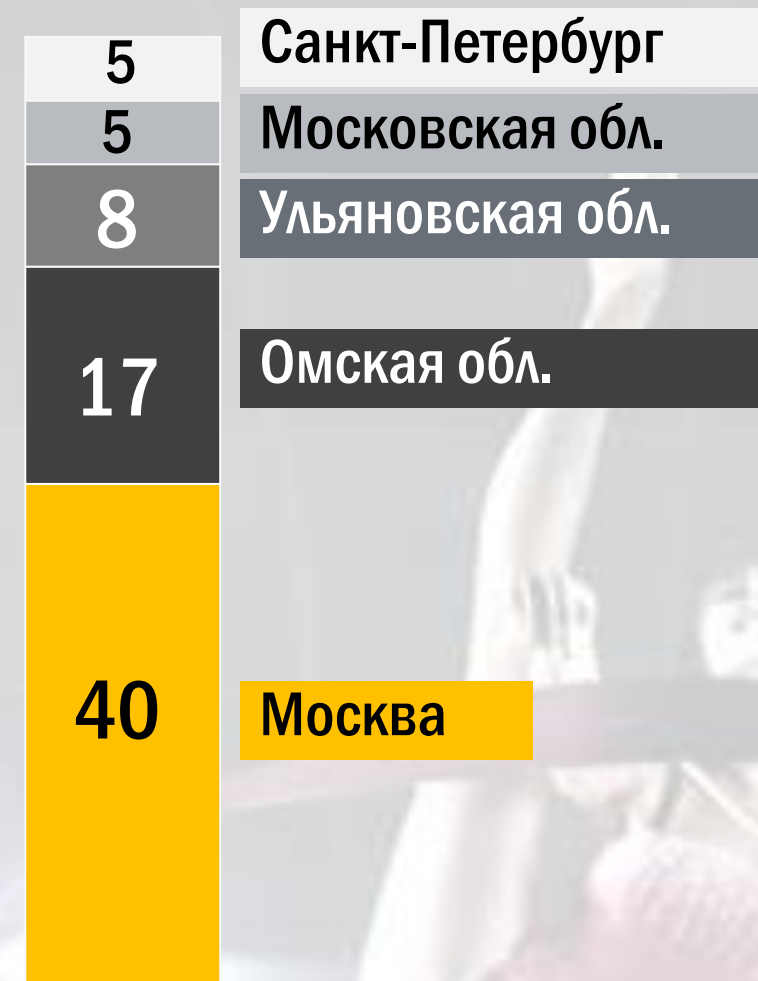 5 Санкт-Петербург
5 Московская обл.
8 Ульяновская обл.
17 Омская обл.
40 Москва